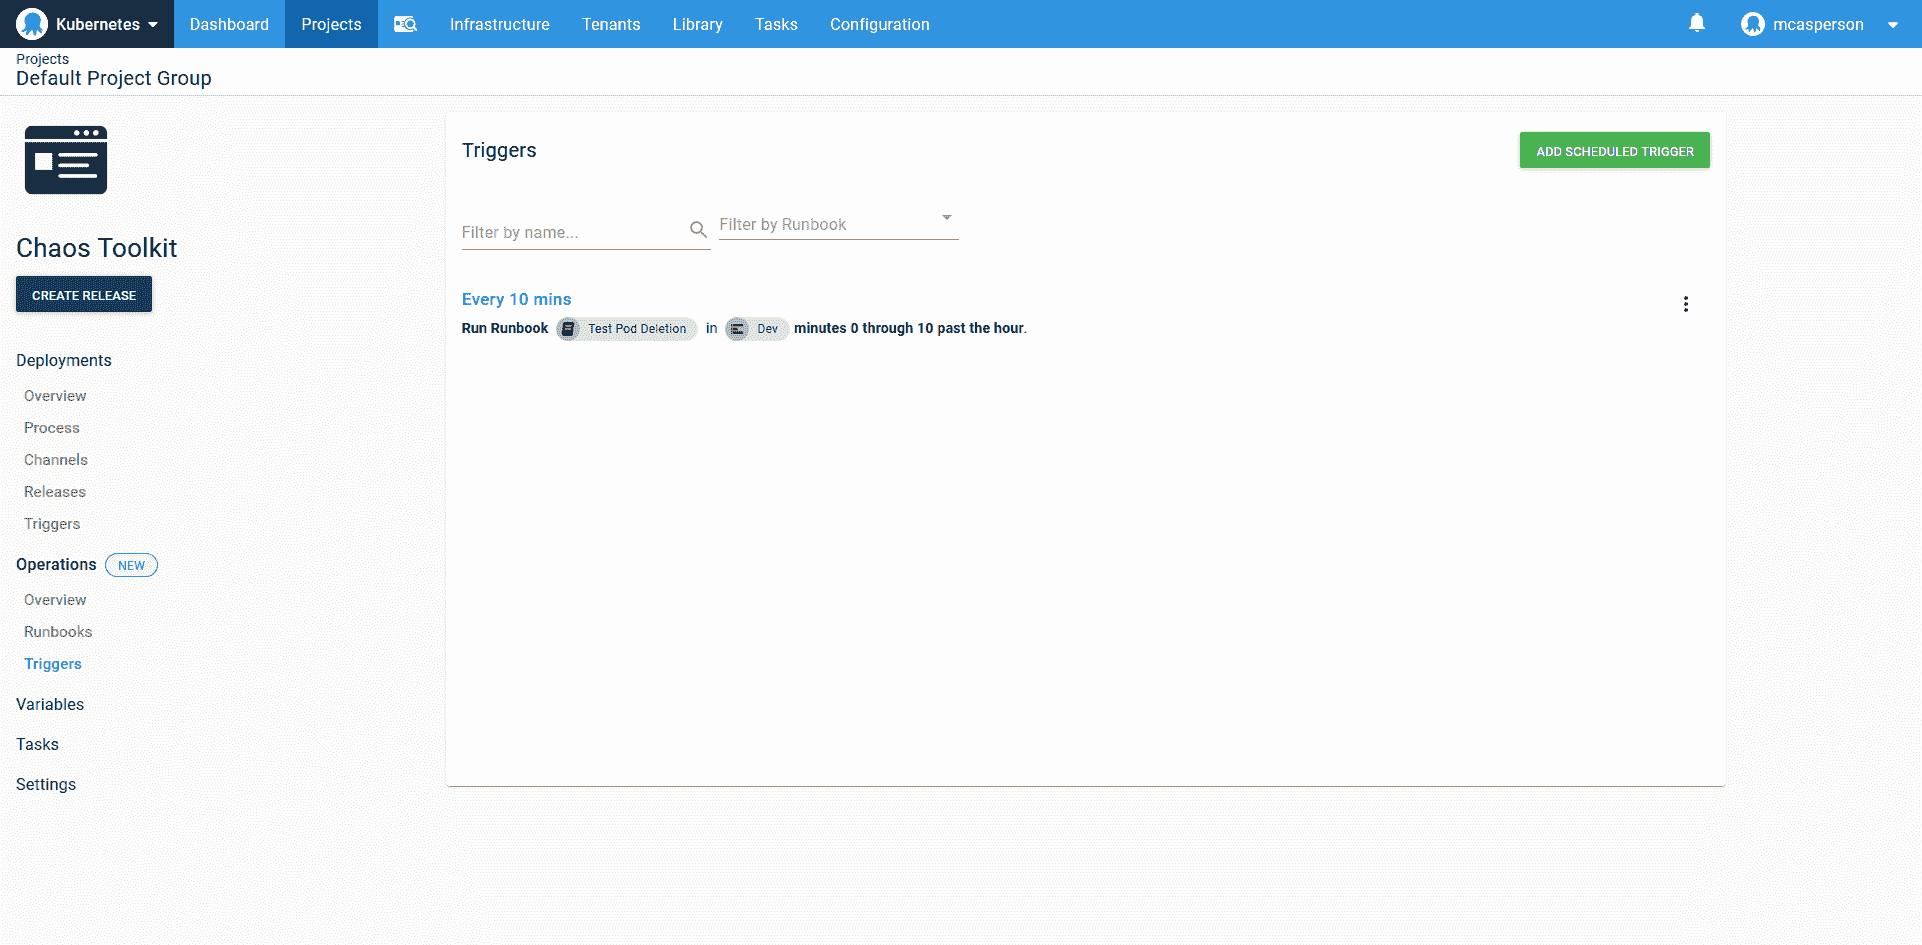 Kubernetes Dashboard Projects Infrastructure Tenants Library Tasks Configuration mcasperson
Projects
Default Project Group
Chaos Toolkit
CREATE RELEASE
Deployments
Overview
Process
Channels
Releases
Triggers
Operations NEW
Overview
Runbooks
Triggers
Variables
Tasks
Settings
Triggers
ADD SCHEDULED TRIGGER
Filter by name...
Filter by Runbook
Every 10 mins
Run Runbook Test Pod Deletion in Dev minutes 0 through 10 past the hour.